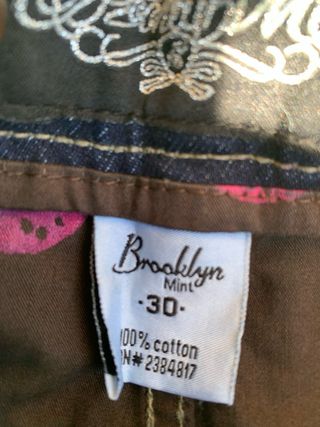 Brooklyn
Mint
-30-
100% cotton
RN# 2384817